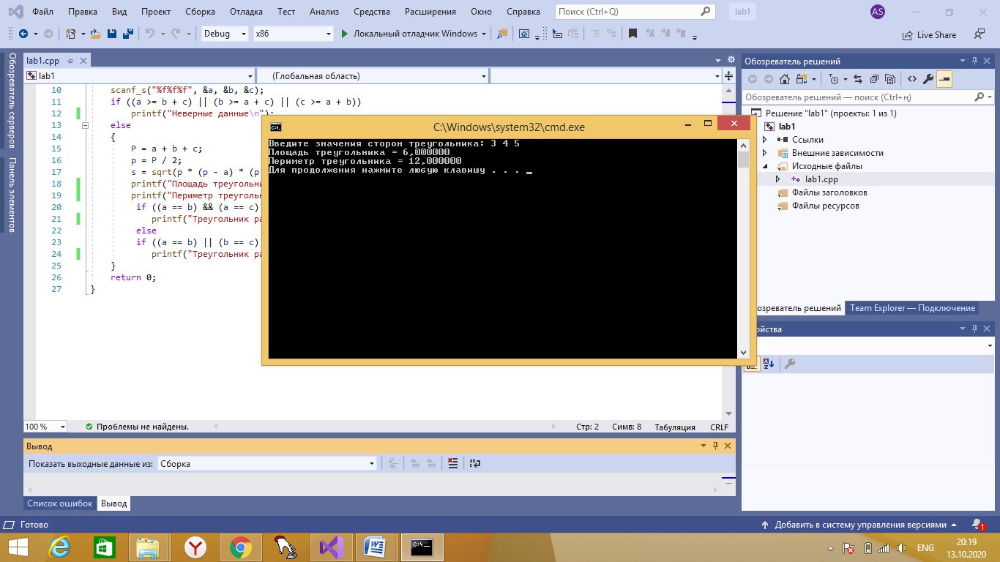 Файл Правка Вид Проект Сборка Отладка Тест Анализ Средства Расширения Окно Справка Поиск (Ctrl+Q) lab1 AS
Debug x86 Локальный отладчик Windows Live Share
Обозреватель серверов
Панель элементов
lab1.cpp
lab1 (Глобальная область)
10 scanf_s("%f%f%f", &a, &b, &c);
11 if ((a >= b + c) || (b >= a + c) || (c >= a + b))
12 printf("Неверные данные\n");
13 else
14 {
15 P = a + b + c;
16 p = P / 2;
17 s = sqrt(p * (p - a) * (p
18 printf("Площадь треугольни
19 printf("Периметр треугольн
20 if ((a == b) && (a == c)
21 printf("Треугольник ра
22 else
23 if ((a == b) || (b == c)
24 printf("Треугольник ра
25 }
26 return 0;
27 }
C:\Windows\system32\cmd.exe
Введите значения сторон треугольника: 3 4 5
Площадь треугольника = 6,000000
Периметр треугольника = 12,000000
Для продолжения нажмите любую клавишу . . .
100 % Проблемы не найдены. Стр: 2 Симв: 8 Табуляция CRLF
Вывод
Показать выходные данные из: Сборка
Список ошибок Вывод
Обозреватель решений
Обозреватель решений — поиск (Ctrl+ц)
Решение "lab1" (проекты: 1 из 1)
lab1
Ссылки
Внешние зависимости
Исходные файлы
lab1.cpp
Файлы заголовков
Файлы ресурсов
озреватель решений Team Explorer — Подключение
ойства
Готово Добавить в систему управления версиями 1
C:\
ENG 20:19
13.10.2020